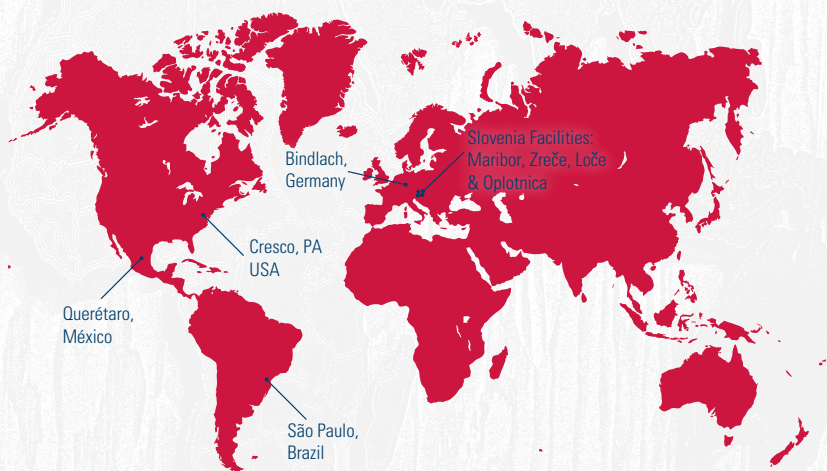 Slovenia Facilities:
Maribor, Zreče, Loče
& Oplotnica
Bindlach,
Germany
Cresco, PA
USA
Querétaro,
México
São Paulo,
Brazil